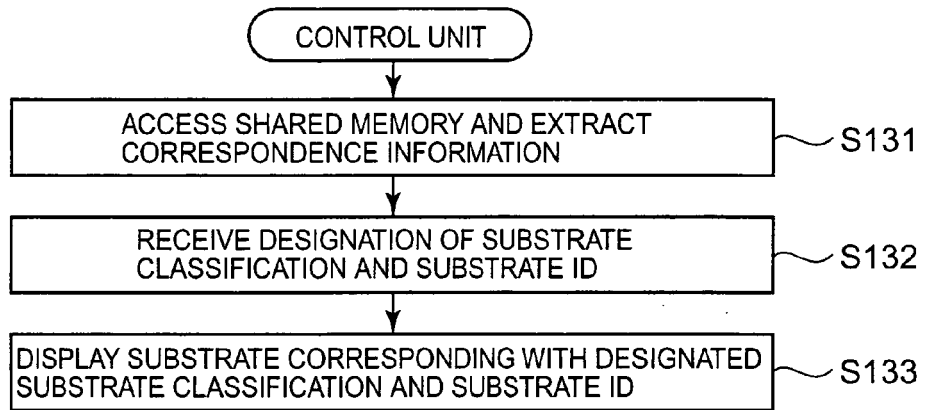 CONTROL UNIT
ACCESS SHARED MEMORY AND EXTRACT
CORRESPONDENCE INFORMATION
S131
RECEIVE DESIGNATION OF SUBSTRATE
CLASSIFICATION AND SUBSTRATE ID
S132
DISPLAY SUBSTRATE CORRESPONDING WITH DESIGNATED
SUBSTRATE CLASSIFICATION AND SUBSTRATE ID
S133